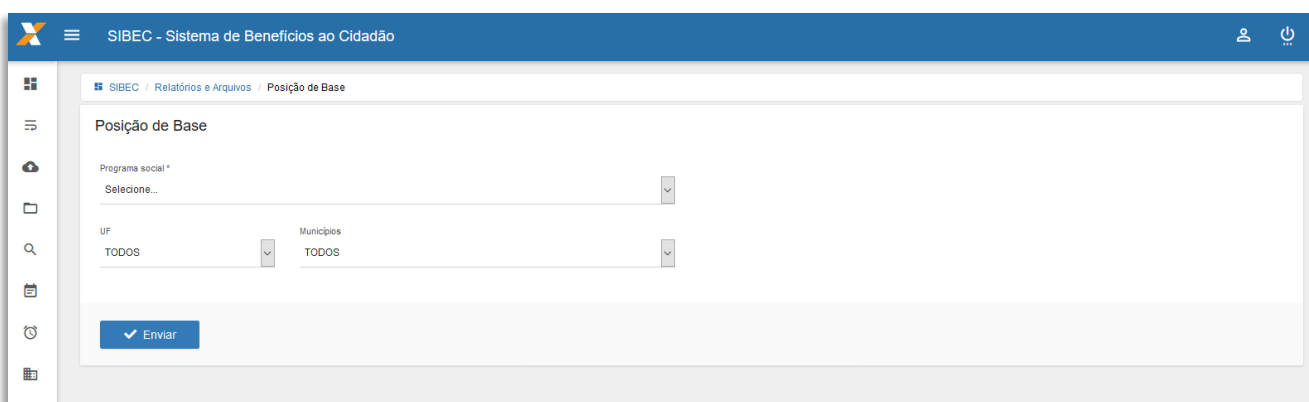 SIBEC - Sistema de Benefícios ao Cidadão
SIBEC / Relatórios e Arquivos / Posição de Base
Posição de Base
Programa social *
Selecione...
UF Municípios
TODOS TODOS
Enviar